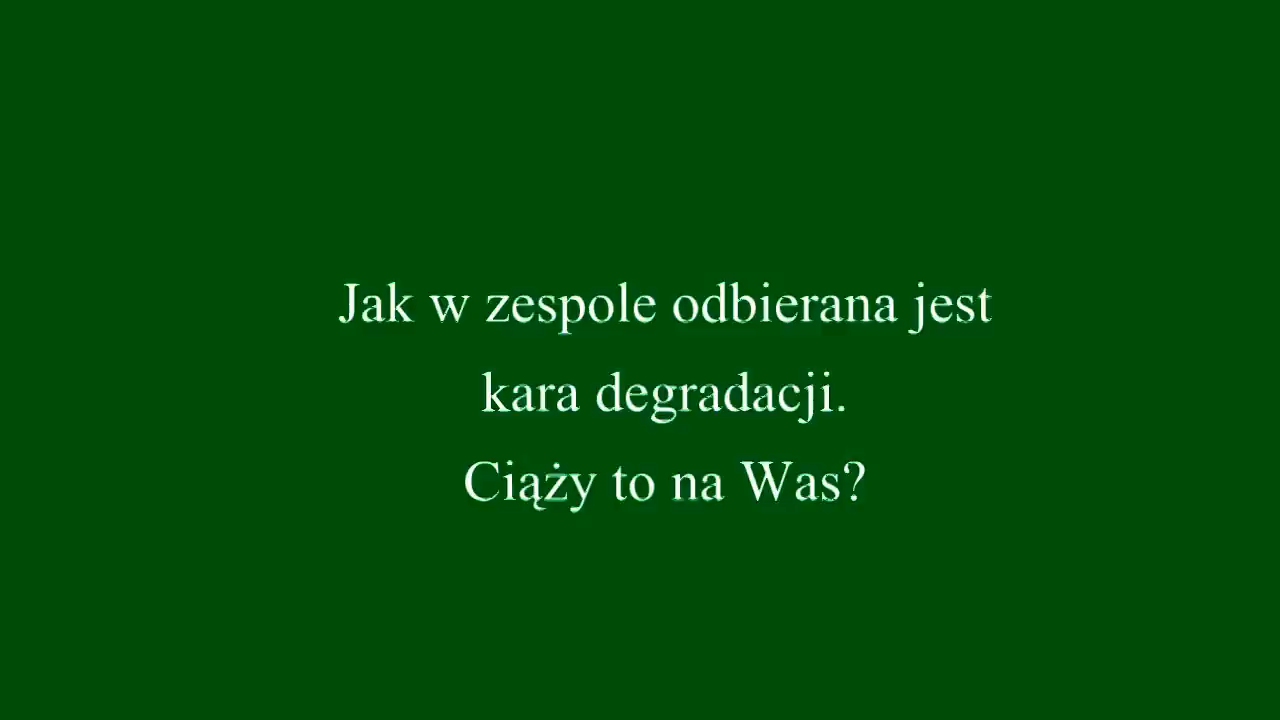 Jak w zespole odbierana jest
kara degradacji.
Ciąży to na Was?